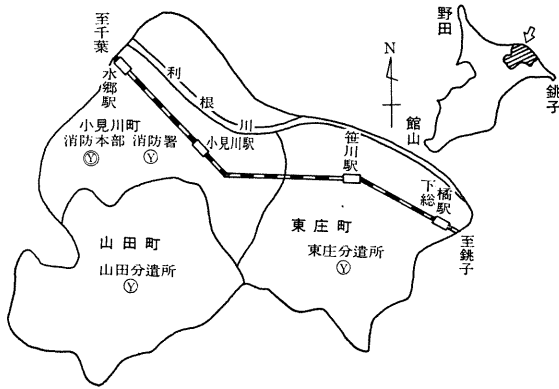 至千葉
水郷駅
利根川
小見川町
消防本部 消防署
Ⓨ Ⓨ
小見川駅
笹川駅
下総橘駅
至銚子
東庄町
東庄分遣所
Ⓨ
山田町
山田分遣所
Ⓨ
N
野田
銚子
館山